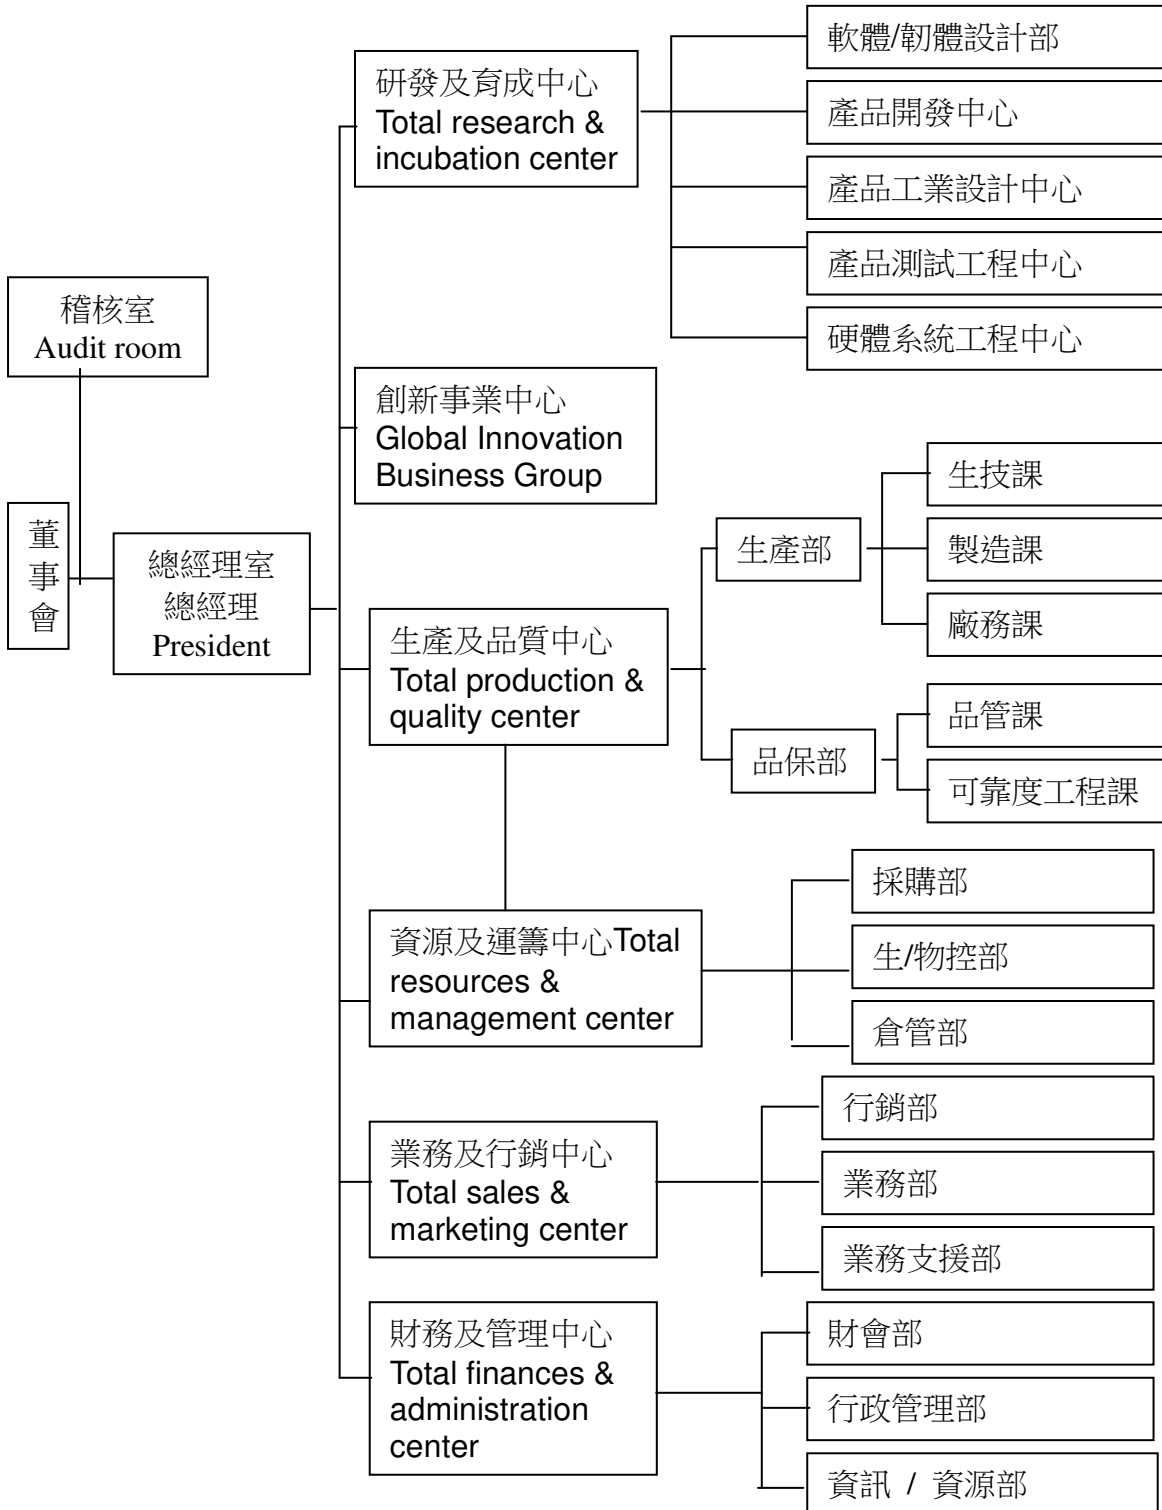 稽核室
Audit room
董
事
會
總經理室
總經理
President
研發及育成中心
Total research &
incubation center
軟體/韌體設計部
產品開發中心
產品工業設計中心
產品測試工程中心
硬體系統工程中心
創新事業中心
Global Innovation
Business Group
生產及品質中心
Total production &
quality center
生產部
生技課
製造課
廠務課
品保部
品管課
可靠度工程課
資源及運籌中心Total
resources &
management center
採購部
生/物控部
倉管部
業務及行銷中心
Total sales &
marketing center
行銷部
業務部
業務支援部
財務及管理中心
Total finances &
administration
center
財會部
行政管理部
資訊 / 資源部